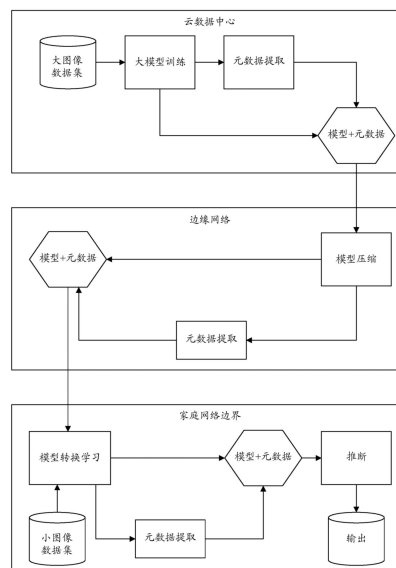 云数据中心
大图像
数据集
大模型训练
元数据提取
模型+元数据
边缘网络
模型+元数据
模型压缩
元数据提取
家庭网络边界
模型转换学习
模型+元数据
推断
小图像
数据集
元数据提取
输出